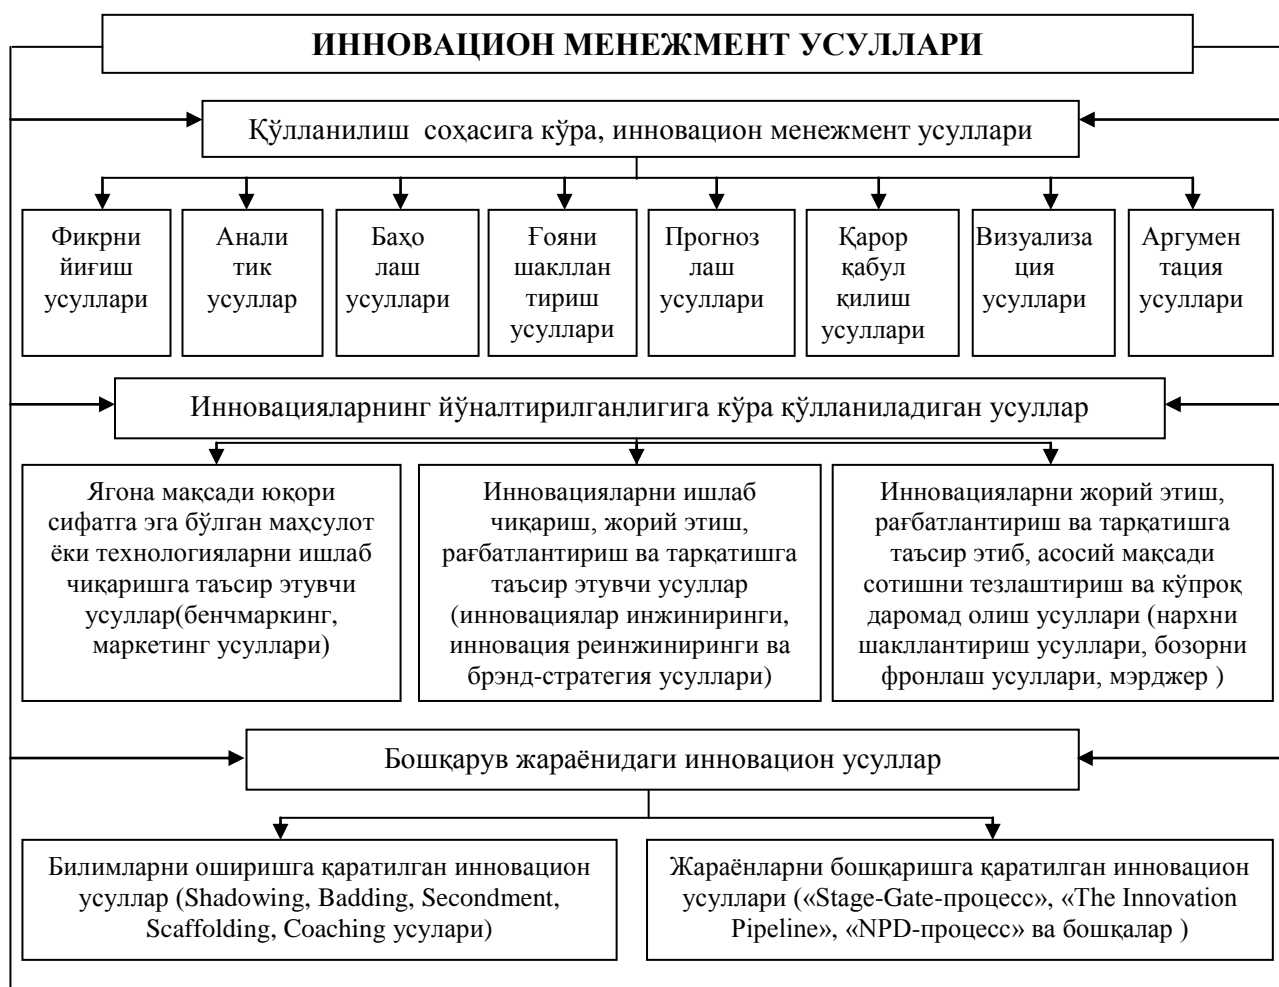 ИННОВАЦИОН МЕНЕЖМЕНТ УСУЛЛАРИ
Қўлланилиш соҳасига кўра, инновацион менежмент усуллари
Фикрни
йиғиш
усуллари
Анали
тик
усуллар
Баҳо
лаш
усуллари
Ғояни
шакллан
тириш
усуллари
Прогноз
лаш
усуллари
Қарор
қабул
қилиш
усуллари
Визуализа
ция
усуллари
Аргумен
тация
усуллари
Инновацияларнинг йўналтирилганлигига кўра қўлланиладиган усуллар
Ягона мақсади юқори
сифатга эга бўлган маҳсулот
ёки технологияларни ишлаб
чиқаришга таъсир этувчи
усуллар(бенчмаркинг,
маркетинг усуллари)
Инновацияларни ишлаб
чиқариш, жорий этиш,
рағбатлантириш ва тарқатишга
таъсир этувчи усуллар
(инновациялар инжиниринги,
инновация реинжиниринги ва
брэнд-стратегия усуллари)
Инновацияларни жорий этиш,
рағбатлантириш ва тарқатишга
таъсир этиб, асосий мақсади
сотишни тезлаштириш ва кўпроқ
даромад олиш усуллари (нархни
шакллантириш усуллари, бозорни
фронлаш усуллари, мэрджер )
Бошқарув жараёнидаги инновацион усуллар
Билимларни оширишга қаратилган инновацион
усуллар (Shadowing, Badding, Secondment,
Scaffolding, Coaching усулари)
Жараёнларни бошқаришга қаратилган инновацион
усуллари («Stage-Gate-процесс», «The Innovation
Pipeline», «NPD-процесс» ва бошқалар )